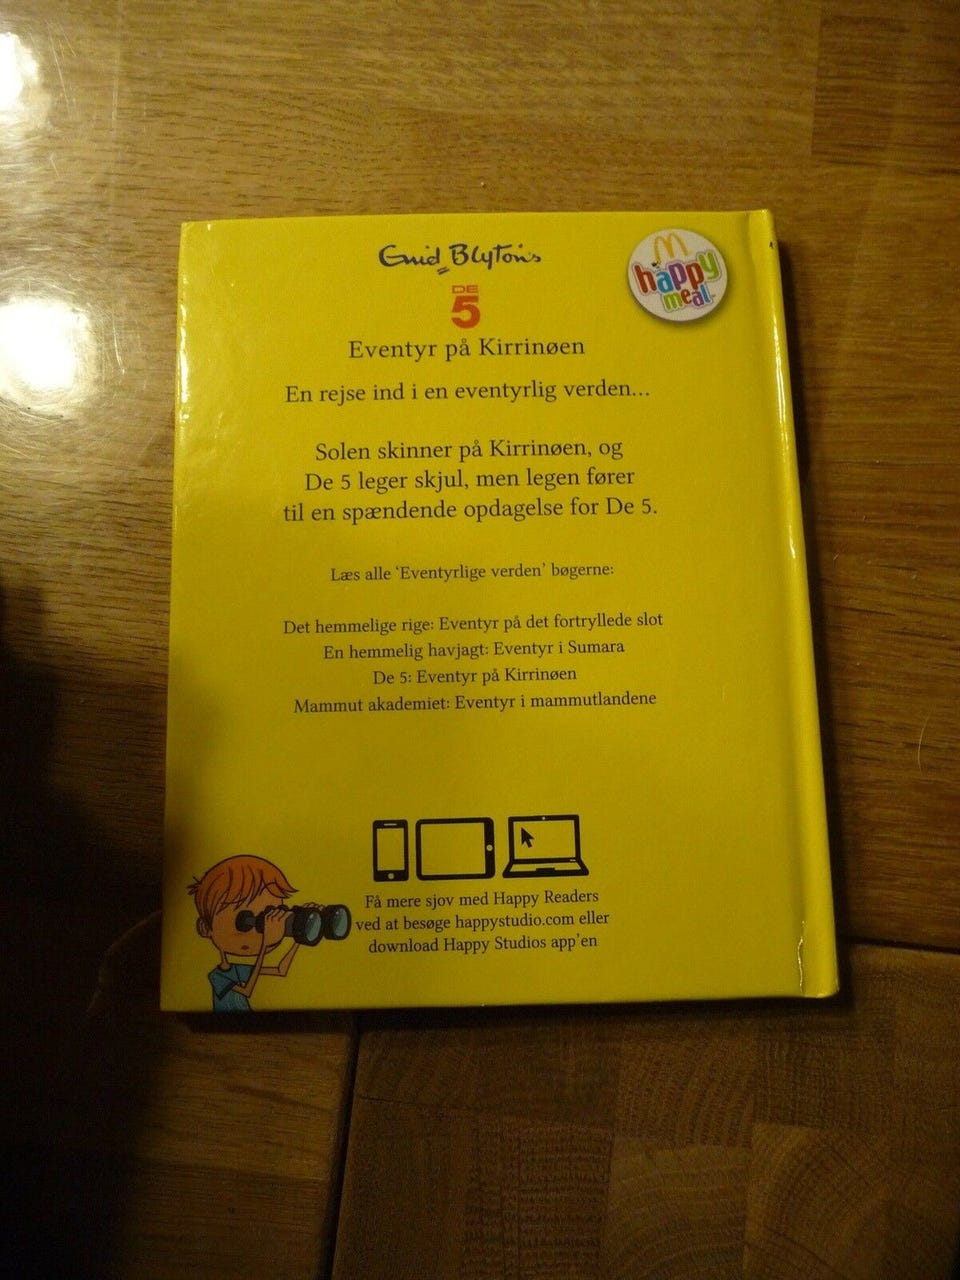 Enid Blyton's
DE
5
M
happy
meal
Eventyr på Kirrinøen
En rejse ind i en eventyrlig verden...
Solen skinner på Kirrinøen, og
De 5 leger skjul, men legen fører
til en spændende opdagelse for De 5.
Læs alle ‘Eventyrlige verden’ bøgerne:
Det hemmelige rige: Eventyr på det fortryllede slot
En hemmelig havjagt: Eventyr i Sumara
De 5: Eventyr på Kirrinøen
Mammut akademiet: Eventyr i mammutlandene
Få mere sjov med Happy Readers
ved at besøge happystudio.com eller
download Happy Studios app’en